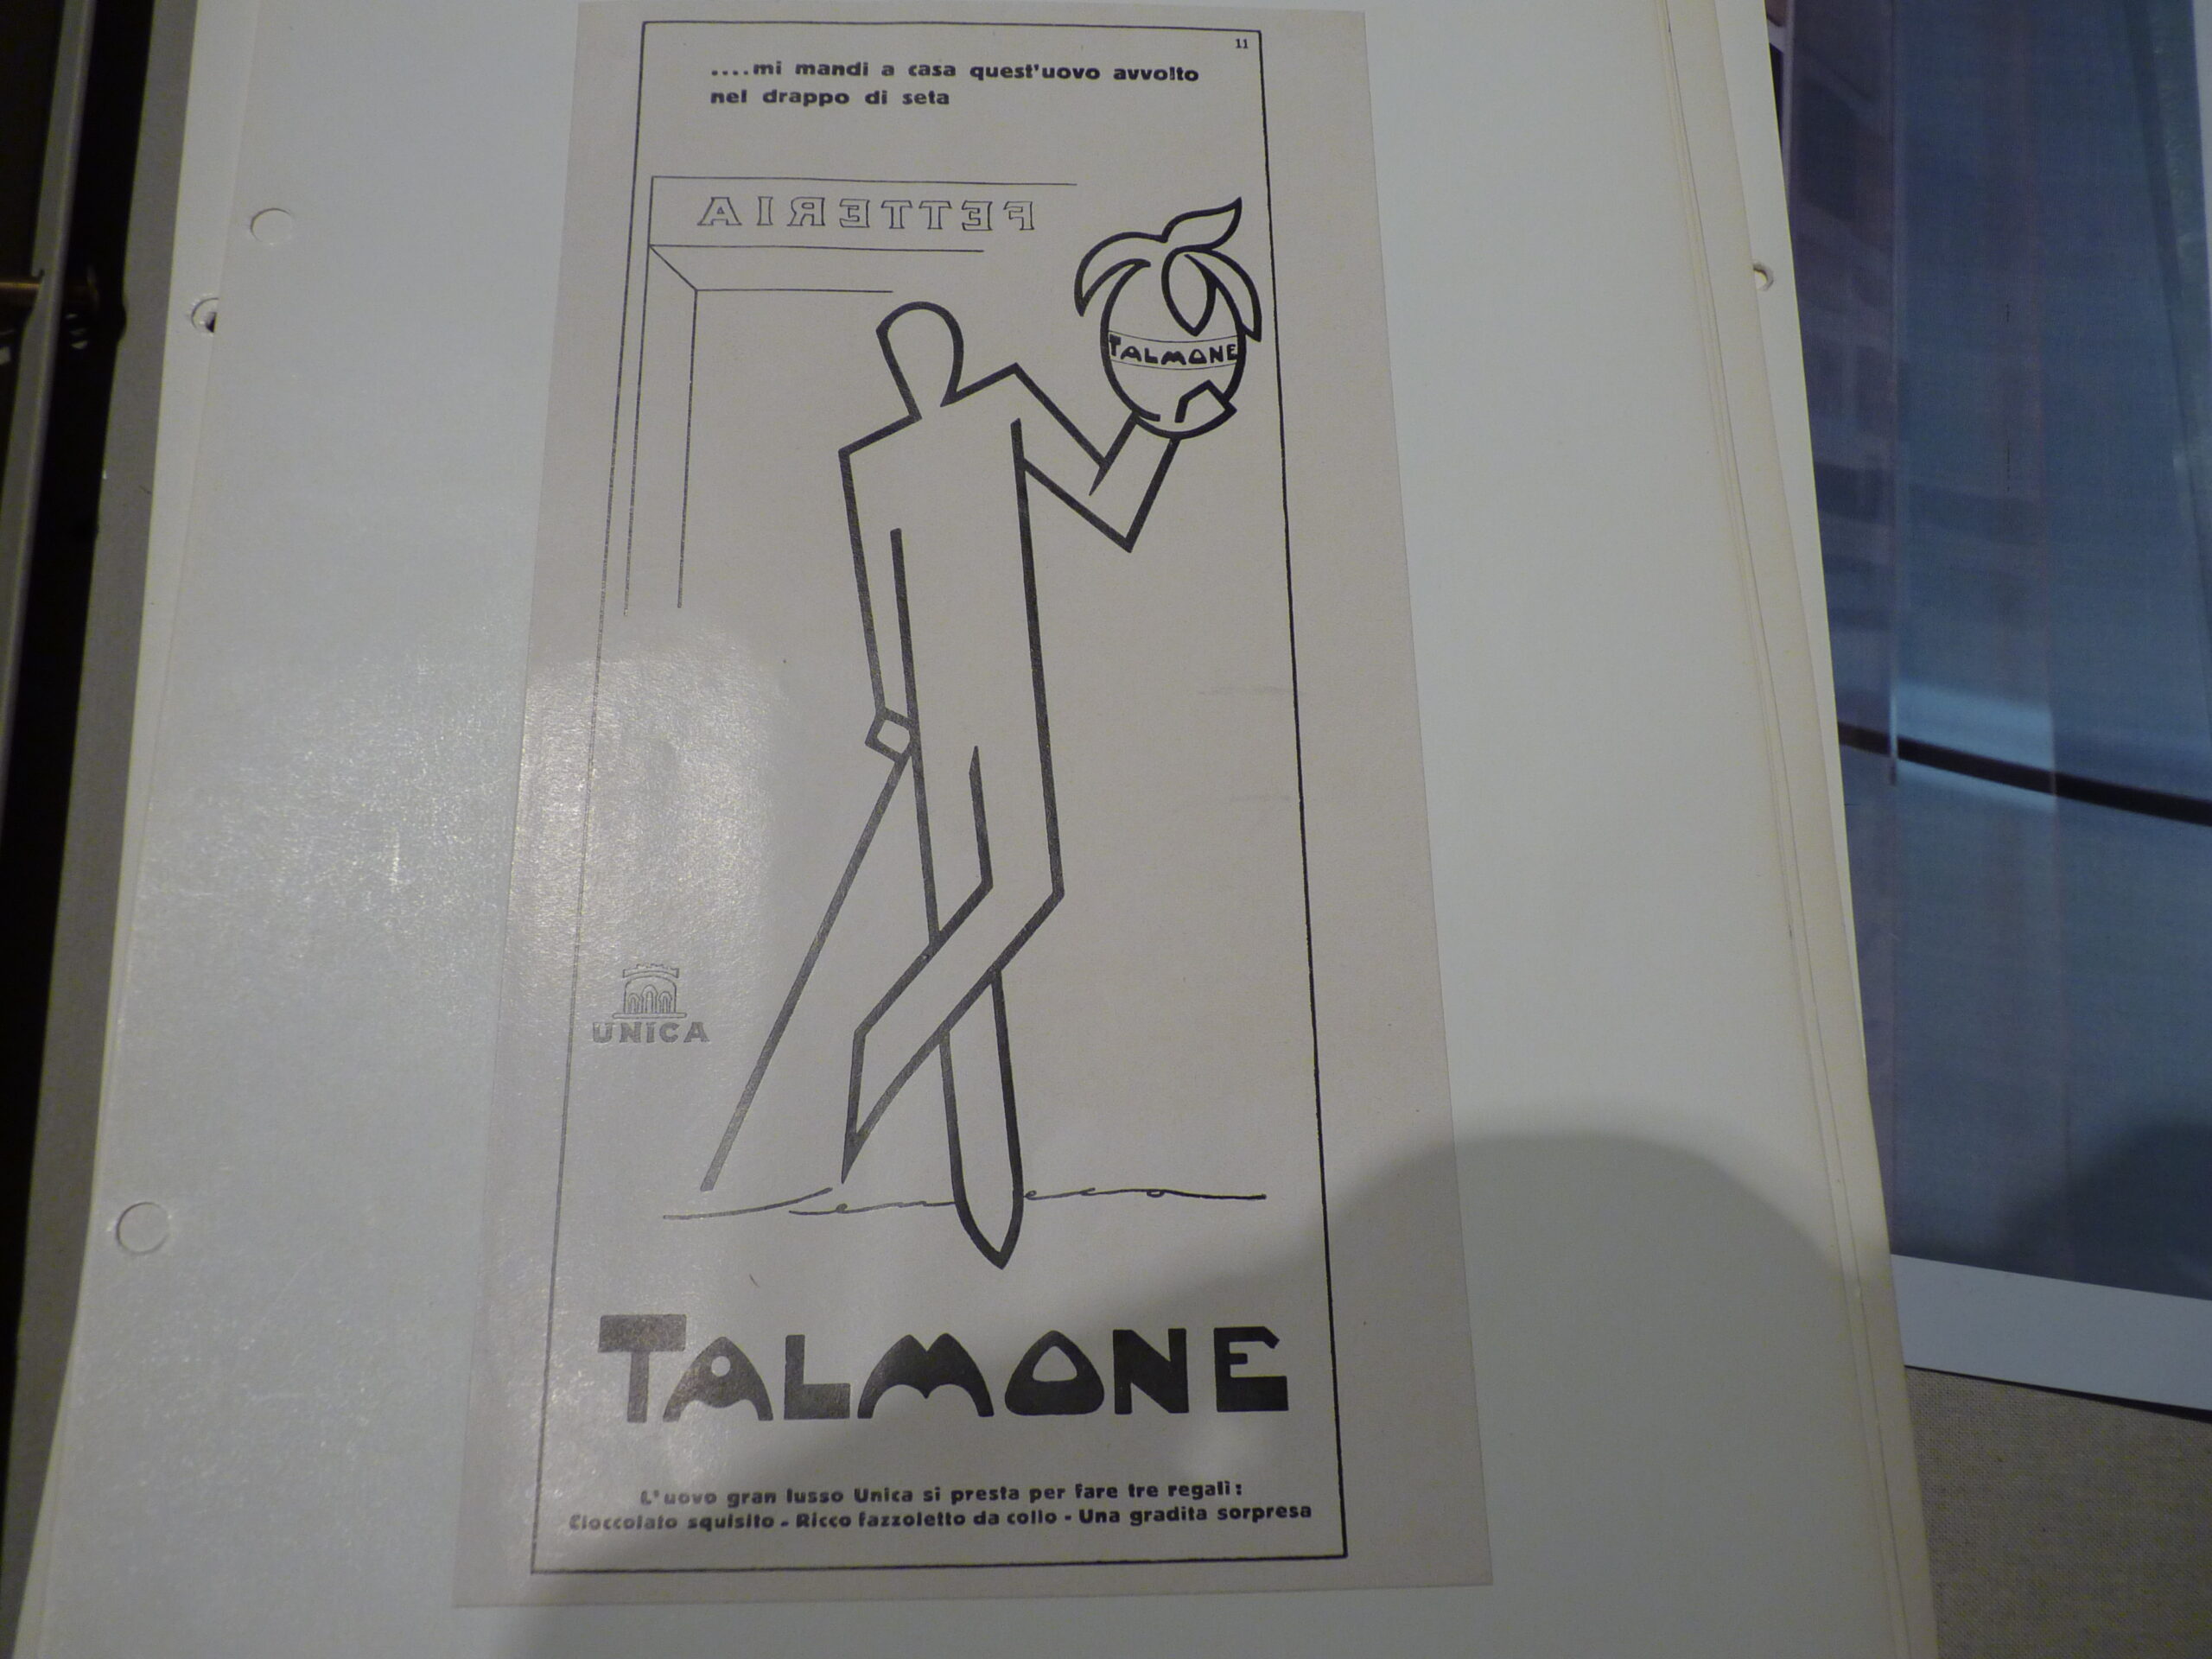 11
....mi mandi a casa quest'uovo avvolto
nel drappo di seta
FETTERIA
TALMONE
UNICA
Seneca
TALMONE
L'uovo gran lusso Unica si presta per fare tre regali:
Cioccolato squisito - Ricco fazzoletto da collo - Una gradita sorpresa